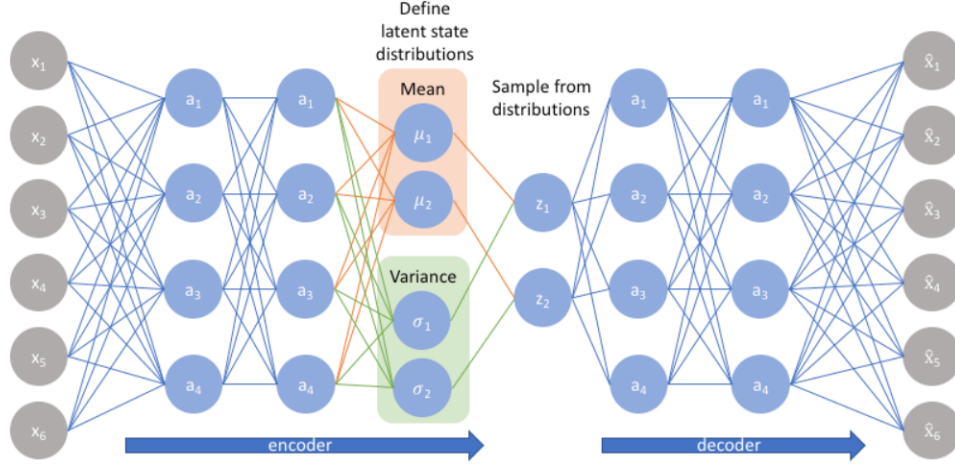 Define
latent state
distributions
Mean
Sample from
distributions
Variance
x₁
x₂
x₃
x₄
x₅
x₆
a₁
a₂
a₃
a₄
a₁
a₂
a₃
a₄
μ₁
μ₂
σ₁
σ₂
z₁
z₂
a₁
a₂
a₃
a₄
a₁
a₂
a₃
a₄
x̂₁
x̂₂
x̂₃
x̂₄
x̂₅
x̂₆
encoder
decoder